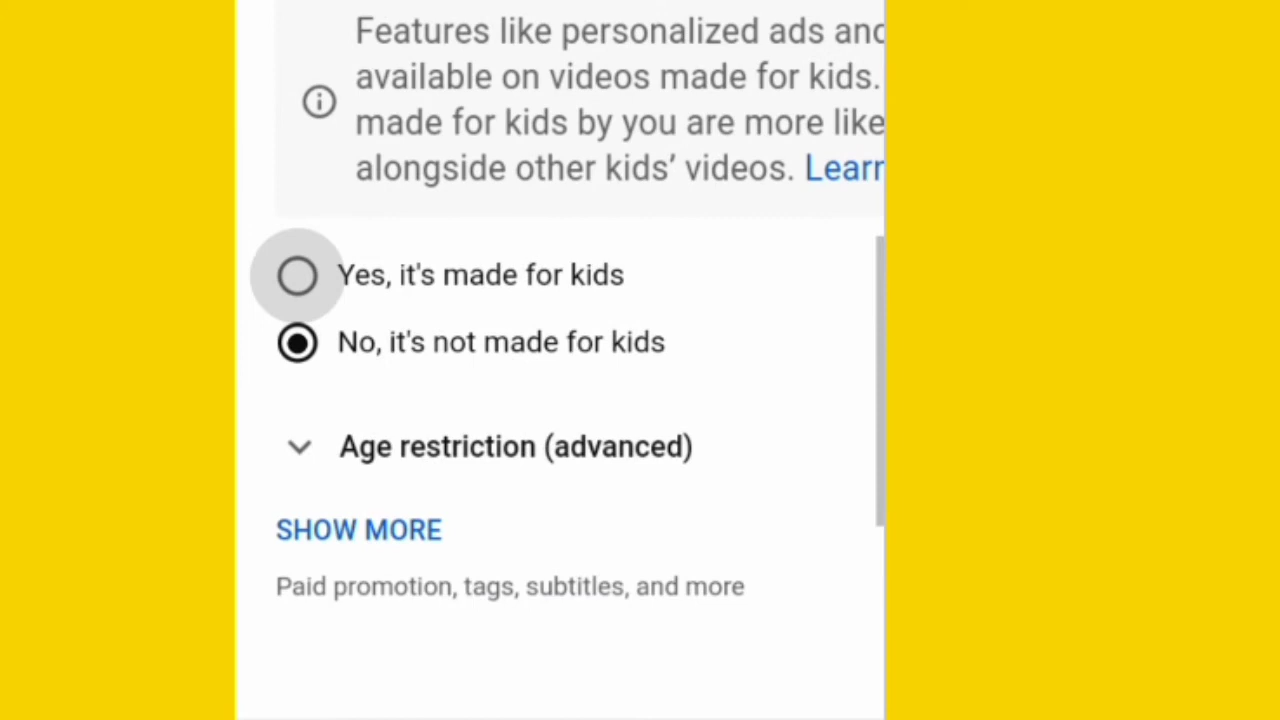 Features like personalized ads and
available on videos made for kids.
made for kids by you are more like
alongside other kids’ videos. Learn
Yes, it's made for kids
No, it's not made for kids
Age restriction (advanced)
SHOW MORE
Paid promotion, tags, subtitles, and more